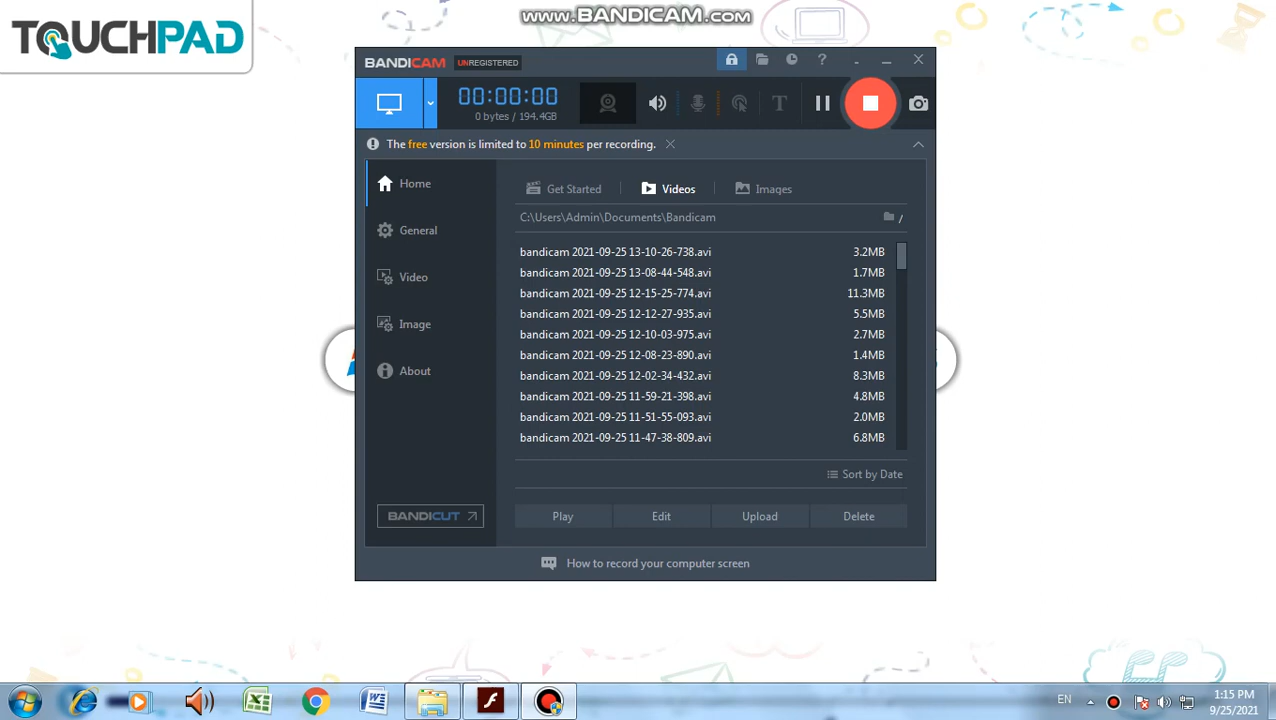 TOUCHPAD
www.BANDICAM.com
BANDICAM UNREGISTERED
00:00:00
0 bytes / 194.4GB
The free version is limited to 10 minutes per recording.
Home
General
Video
Image
About
BANDICUT
Get Started
Videos
Images
C:\Users\Admin\Documents\Bandicam
bandicam 2021-09-25 13-10-26-738.avi 3.2MB
bandicam 2021-09-25 13-08-44-548.avi 1.7MB
bandicam 2021-09-25 12-15-25-774.avi 11.3MB
bandicam 2021-09-25 12-12-27-935.avi 5.5MB
bandicam 2021-09-25 12-10-03-975.avi 2.7MB
bandicam 2021-09-25 12-08-23-890.avi 1.4MB
bandicam 2021-09-25 12-02-34-432.avi 8.3MB
bandicam 2021-09-25 11-59-21-398.avi 4.8MB
bandicam 2021-09-25 11-51-55-093.avi 2.0MB
bandicam 2021-09-25 11-47-38-809.avi 6.8MB
Sort by Date
Play Edit Upload Delete
How to record your computer screen
EN
1:15 PM
9/25/2021